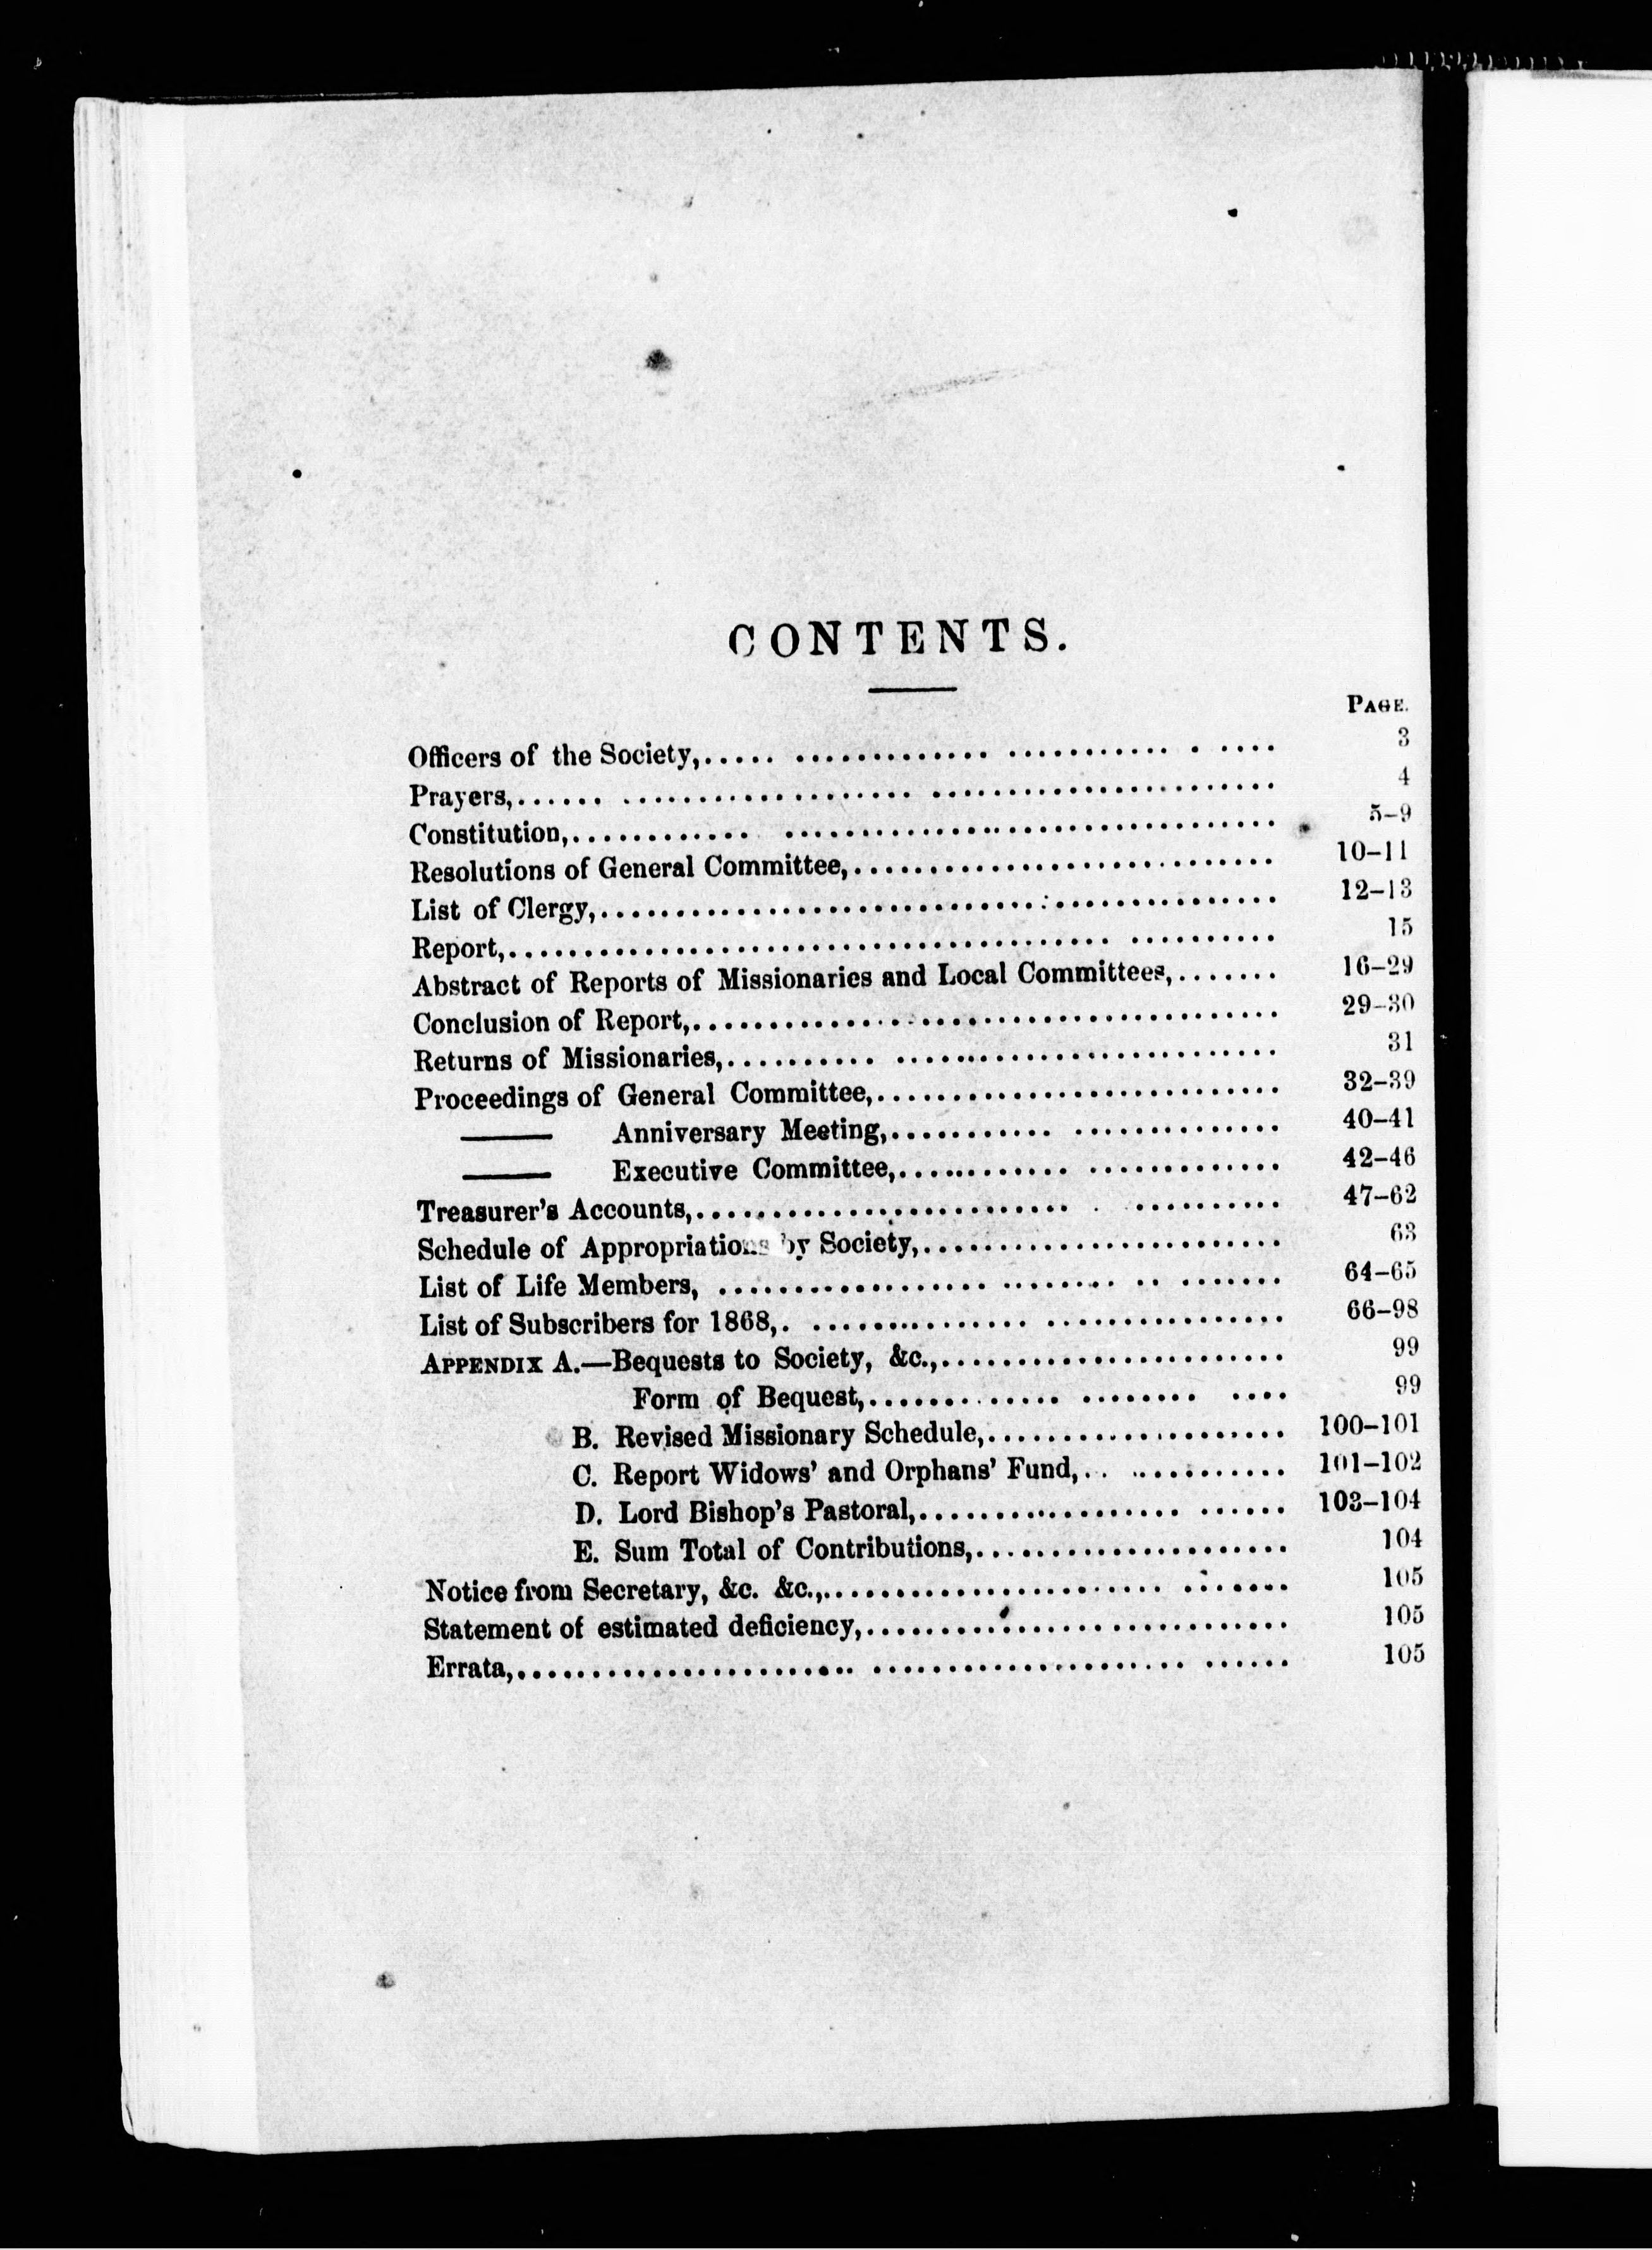 CONTENTS.
PAGE.
Officers of the Society,..... ............. ........... . .... 3
Prayers,...... .................... ....................... 4
Constitution,............ ................................. 5-9
Resolutions of General Committee,............................ 10-11
List of Clergy,.............................................. 12-13
Report,........................................ .......... 15
Abstract of Reports of Missionaries and Local Committees,....... 16-29
Conclusion of Report,........................................ 29-30
Returns of Missionaries,.......... .......................... 31
Proceedings of General Committee,........................... 32-39
——— Anniversary Meeting,........... .............. 40-41
——— Executive Committee,............ ............. 42-46
Treasurer's Accounts,......................... . .......... 47-62
Schedule of Appropriations by Society,........................ 63
List of Life Members, .................. ........ .. ....... 64-65
List of Subscribers for 1868,. ............... ................ 66-98
APPENDIX A.—Bequests to Society, &c.,....................... 99
Form of Bequest,............. ........ .... 99
B. Revised Missionary Schedule,.................... 100-101
C. Report Widows' and Orphans' Fund,.. ........... 101-102
D. Lord Bishop's Pastoral,.................. ...... 103-104
E. Sum Total of Contributions,..................... 104
Notice from Secretary, &c. &c.,....................... ....... 105
Statement of estimated deficiency,............................. 105
Errata,....................... ..................... ...... 105